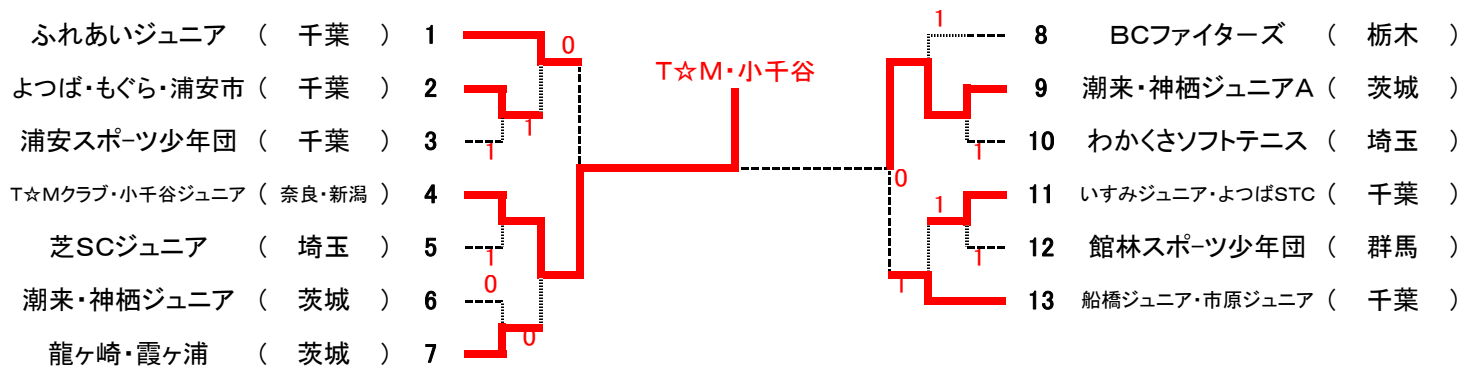 ふれあいジュニア ( 千葉 ) 1
よつば・もぐら・浦安市 ( 千葉 ) 2
浦安スポーツ少年団 ( 千葉 ) 3
T☆Mクラブ・小千谷ジュニア ( 奈良・新潟 ) 4
芝SCジュニア ( 埼玉 ) 5
潮来・神栖ジュニア ( 茨城 ) 6
龍ヶ崎・霞ヶ浦 ( 茨城 ) 7
0
1
1
1
0
0
T☆M・小千谷
1
1
0
1
1
1
8 BCファイターズ ( 栃木 )
9 潮来・神栖ジュニアA ( 茨城 )
10 わかくさソフトテニス ( 埼玉 )
11 いすみジュニア・よつばSTC ( 千葉 )
12 館林スポーツ少年団 ( 群馬 )
13 船橋ジュニア・市原ジュニア ( 千葉 )